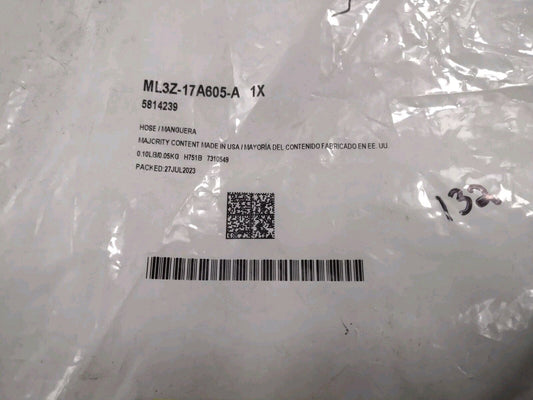 ML3Z-17A605-A 1X
5814239
HOSE / MANGUERA
MAJORITY CONTENT MADE IN USA / MAYORÍA DEL CONTENIDO FABRICADO EN EE. UU.
0.10LB/0.05KG H751B 7310549
PACKED:27JUL2023
132